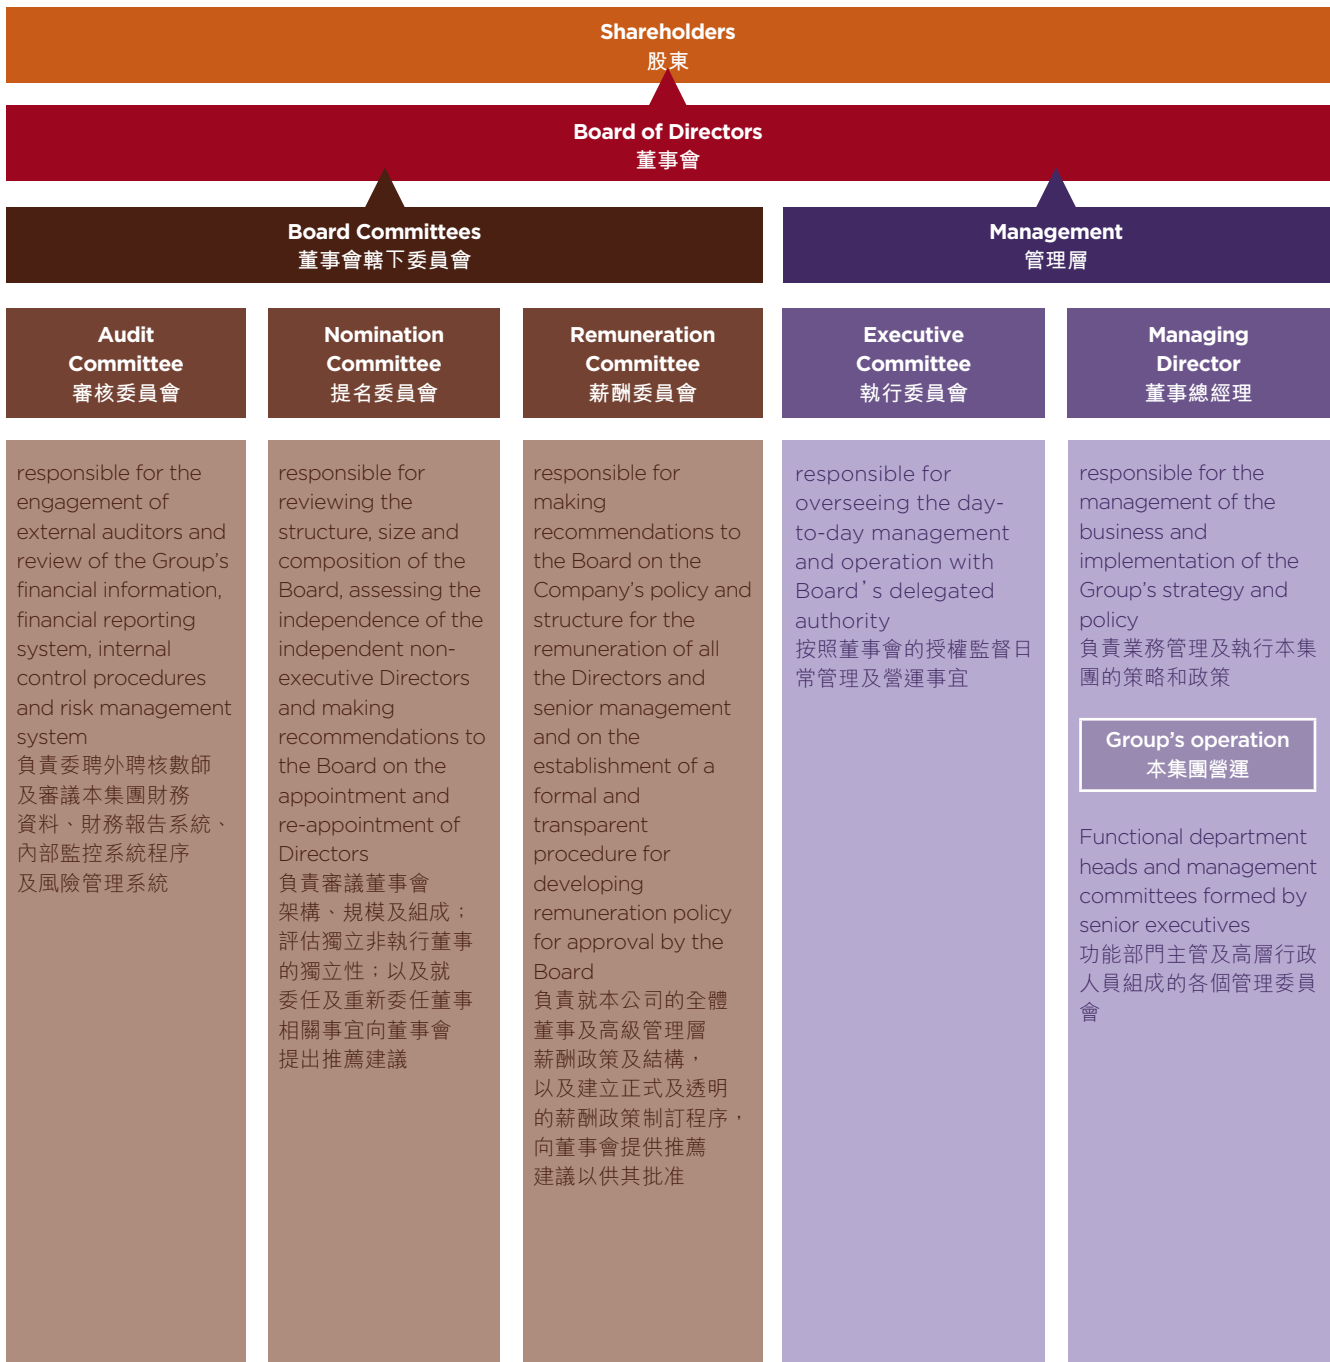 Shareholders
股東
Board of Directors
董事會
Board Committees
董事會轄下委員會
Management
管理層
Audit
Committee
審核委員會
Nomination
Committee
提名委員會
Remuneration
Committee
薪酬委員會
Executive
Committee
執行委員會
Managing
Director
董事總經理
responsible for the
engagement of
external auditors and
review of the Group’s
financial information,
financial reporting
system, internal
control procedures
and risk management
system
負責委聘外聘核數師
及審議本集團財務
資料、財務報告系統、
內部監控系統程序
及風險管理系統
responsible for
reviewing the
structure, size and
composition of the
Board, assessing the
independence of the
independent non-
executive Directors
and making
recommendations to
the Board on the
appointment and
re-appointment of
Directors
負責審議董事會
架構、規模及組成；
評估獨立非執行董事
的獨立性；以及就
委任及重新委任董事
相關事宜向董事會
提出推薦建議
responsible for
making
recommendations to
the Board on the
Company’s policy and
structure for the
remuneration of all
the Directors and
senior management
and on the
establishment of a
formal and
transparent
procedure for
developing
remuneration policy
for approval by the
Board
負責就本公司的全體
董事及高級管理層
薪酬政策及結構，
以及建立正式及透明
的薪酬政策制訂程序，
向董事會提供推薦
建議以供其批准
responsible for
overseeing the day-
to-day management
and operation with
Board’s delegated
authority
按照董事會的授權監督日
常管理及營運事宜
responsible for the
management of the
business and
implementation of the
Group’s strategy and
policy
負責業務管理及執行本集
團的策略和政策
Group’s operation
本集團營運
Functional department
heads and management
committees formed by
senior executives
功能部門主管及高層行政
人員組成的各個管理委員
會